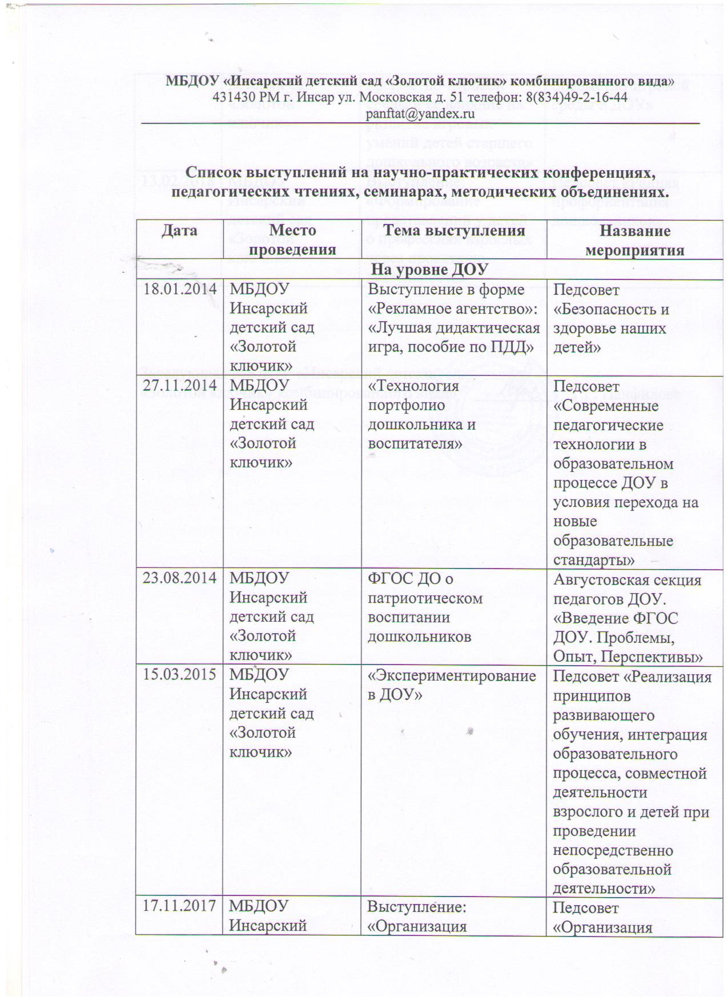 МБДОУ «Инсарский детский сад «Золотой ключик» комбинированного вида»
431430 РМ г. Инсар ул. Московская д. 51 телефон: 8(834)49-2-16-44
panftat@yandex.ru
Список выступлений на научно-практических конференциях,
педагогических чтениях, семинарах, методических объединениях.
Дата
Место
проведения
Тема выступления
Название
мероприятия
На уровне ДОУ
18.01.2014
МБДОУ
Инсарский
детский сад
«Золотой
ключик»
Выступление в форме
«Рекламное агентство»:
«Лучшая дидактическая
игра, пособие по ПДД»
Педсовет
«Безопасность и
здоровье наших
детей»
27.11.2014
МБДОУ
Инсарский
детский сад
«Золотой
ключик»
«Технология
портфолио
дошкольника и
воспитателя»
Педсовет
«Современные
педагогические
технологии в
образовательном
процессе ДОУ в
условия перехода на
новые
образовательные
стандарты»
23.08.2014
МБДОУ
Инсарский
детский сад
«Золотой
ключик»
ФГОС ДО о
патриотическом
воспитании
дошкольников
Августовская секция
педагогов ДОУ.
«Введение ФГОС
ДОУ. Проблемы,
Опыт, Перспективы»
15.03.2015
МБДОУ
Инсарский
детский сад
«Золотой
ключик»
«Экспериментирование
в ДОУ»
Педсовет «Реализация
принципов
развивающего
обучения, интеграция
образовательного
процесса, совместной
деятельности
взрослого и детей при
проведении
непосредственно
образовательной
деятельности»
17.11.2017
МБДОУ
Инсарский
Выступление:
«Организация
Педсовет
«Организация